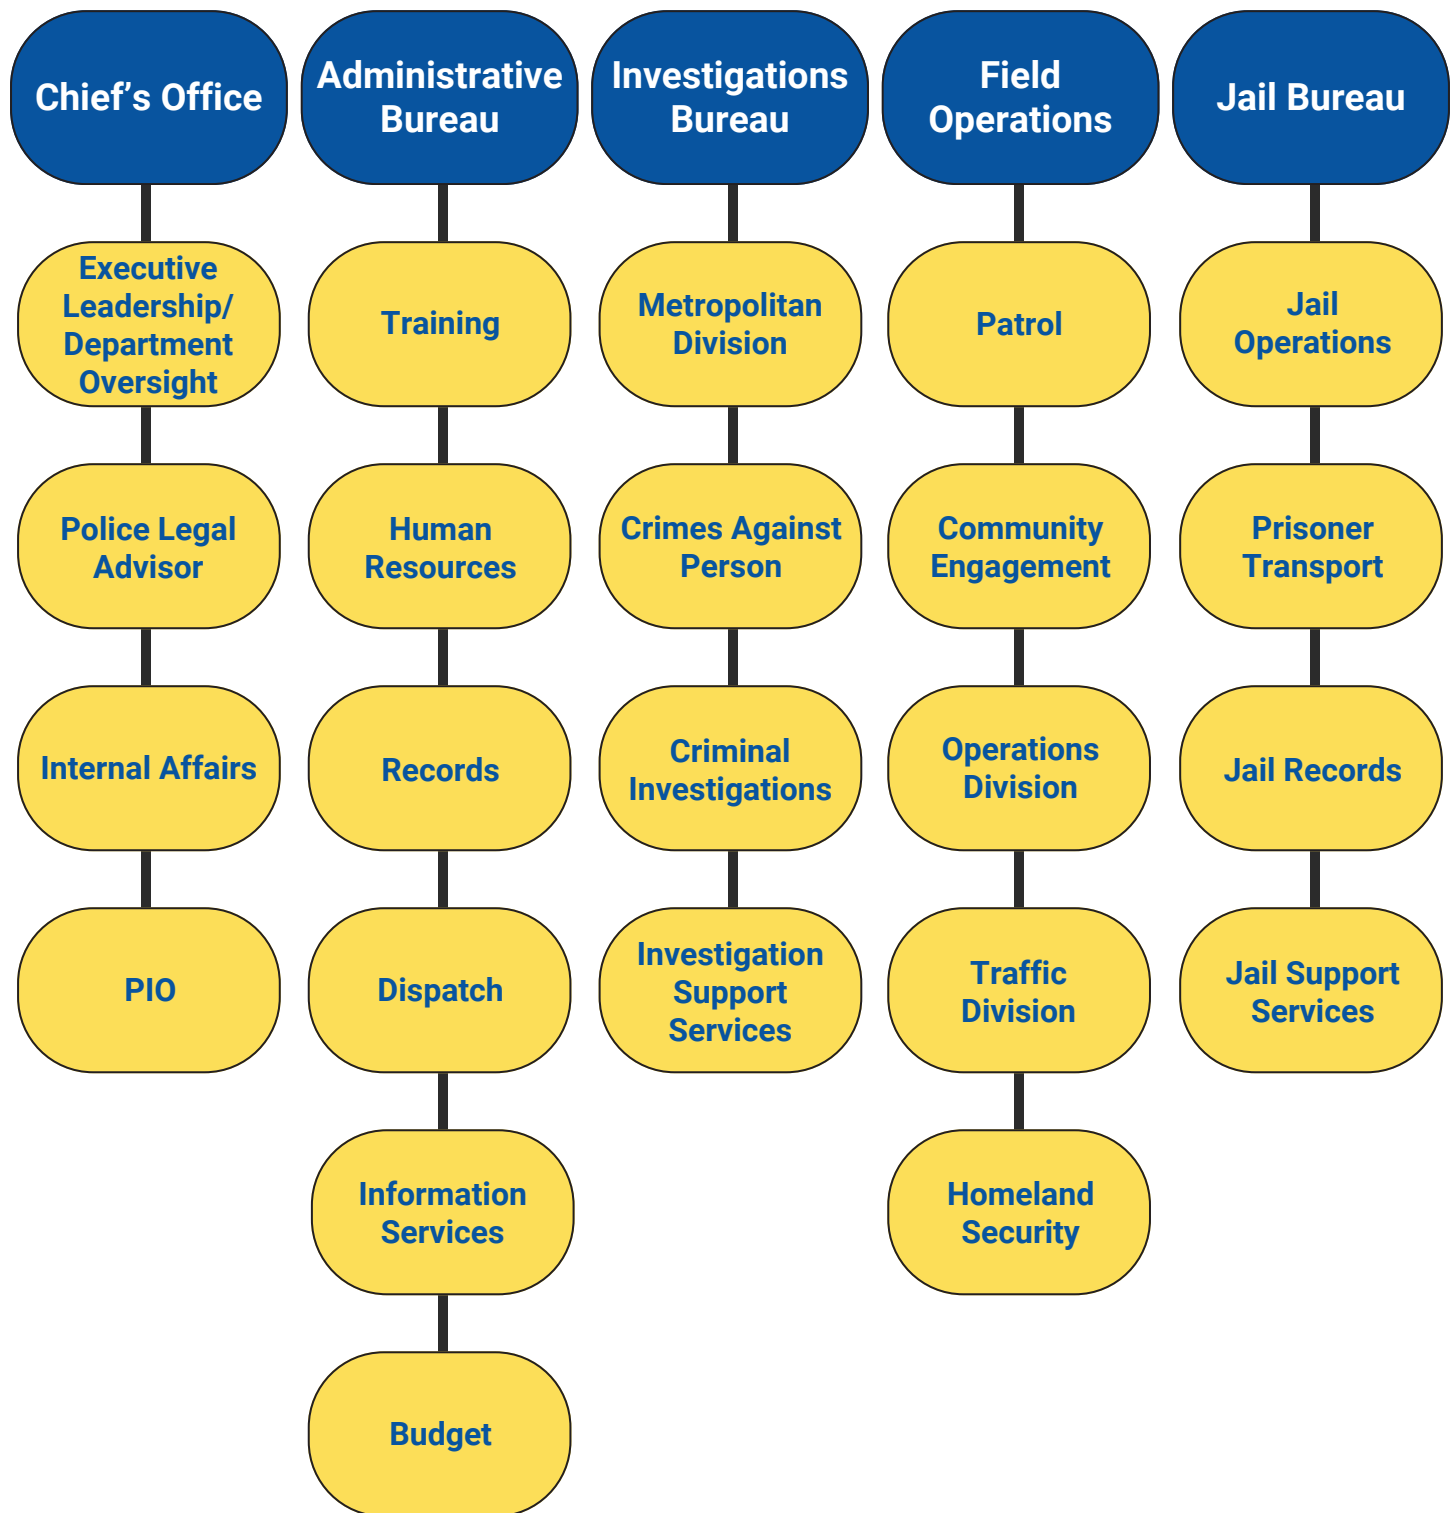 Chief’s Office
Executive
Leadership/
Department
Oversight
Police Legal
Advisor
Internal Affairs
PIO
Administrative
Bureau
Training
Human
Resources
Records
Dispatch
Information
Services
Budget
Investigations
Bureau
Metropolitan
Division
Crimes Against
Person
Criminal
Investigations
Investigation
Support
Services
Field
Operations
Patrol
Community
Engagement
Operations
Division
Traffic
Division
Homeland
Security
Jail Bureau
Jail
Operations
Prisoner
Transport
Jail Records
Jail Support
Services